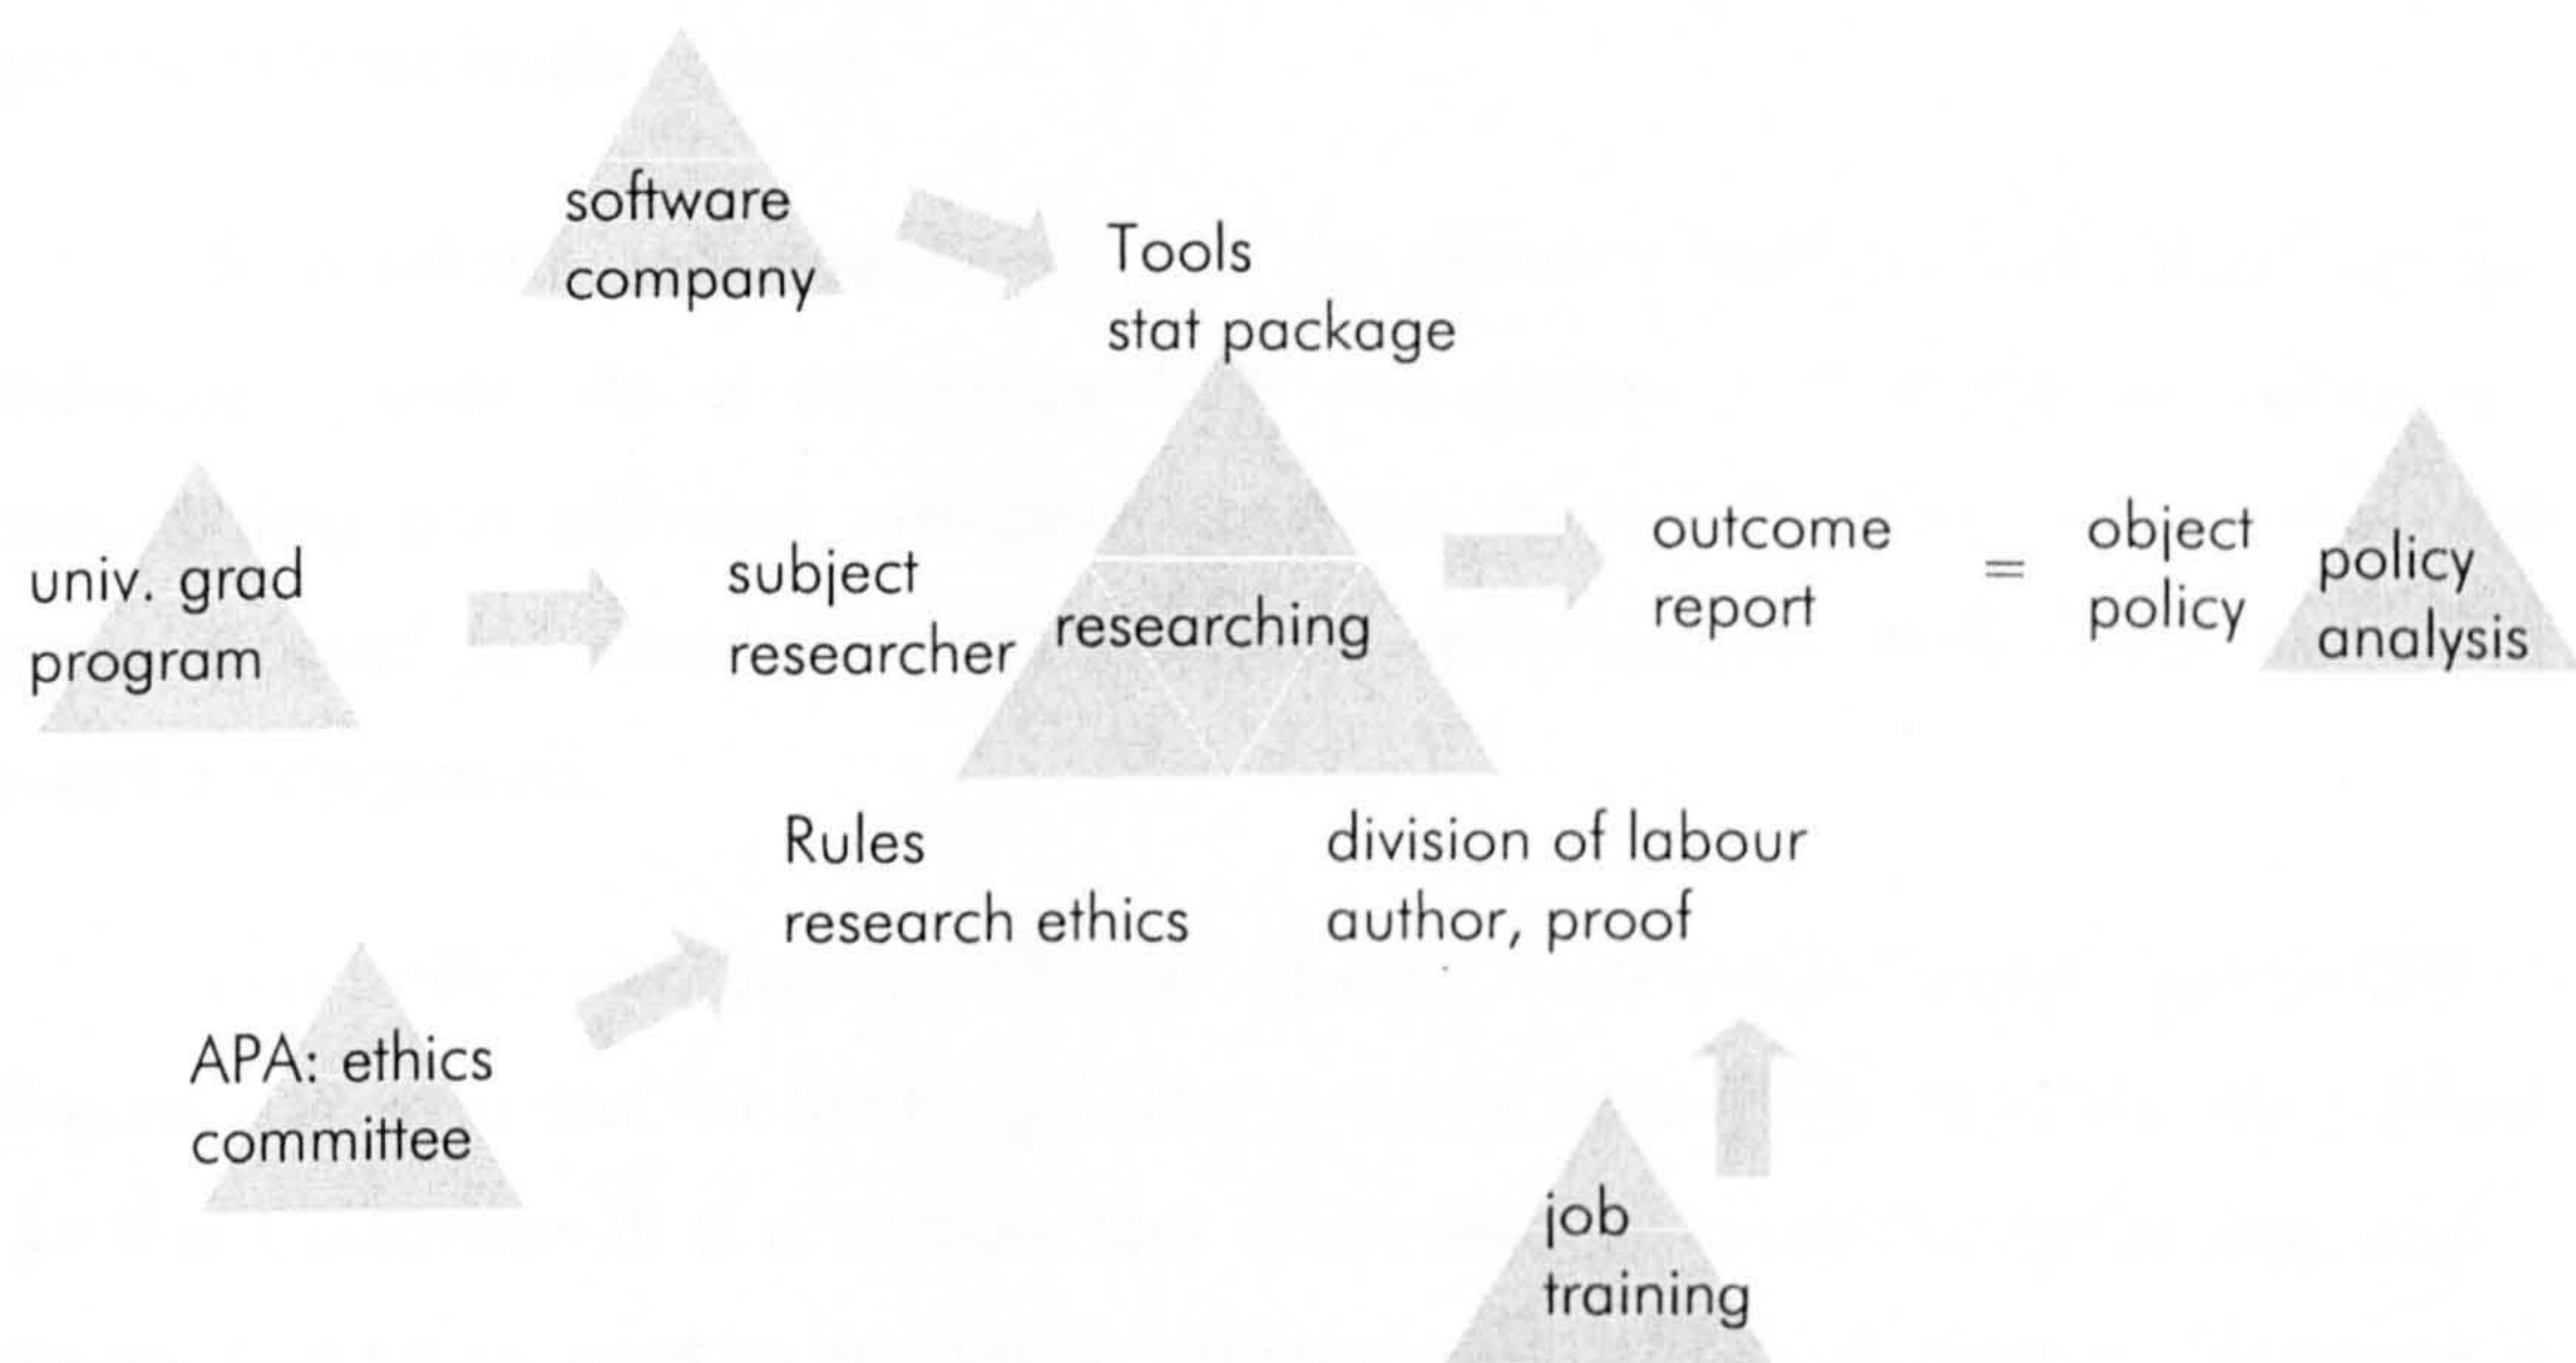 software
company
Tools
stat package
univ. grad
program
subject
researcher
researching
outcome
report
=
object
policy
policy
analysis
Rules
research ethics
division of labour
author, proof
APA: ethics
committee
job
training